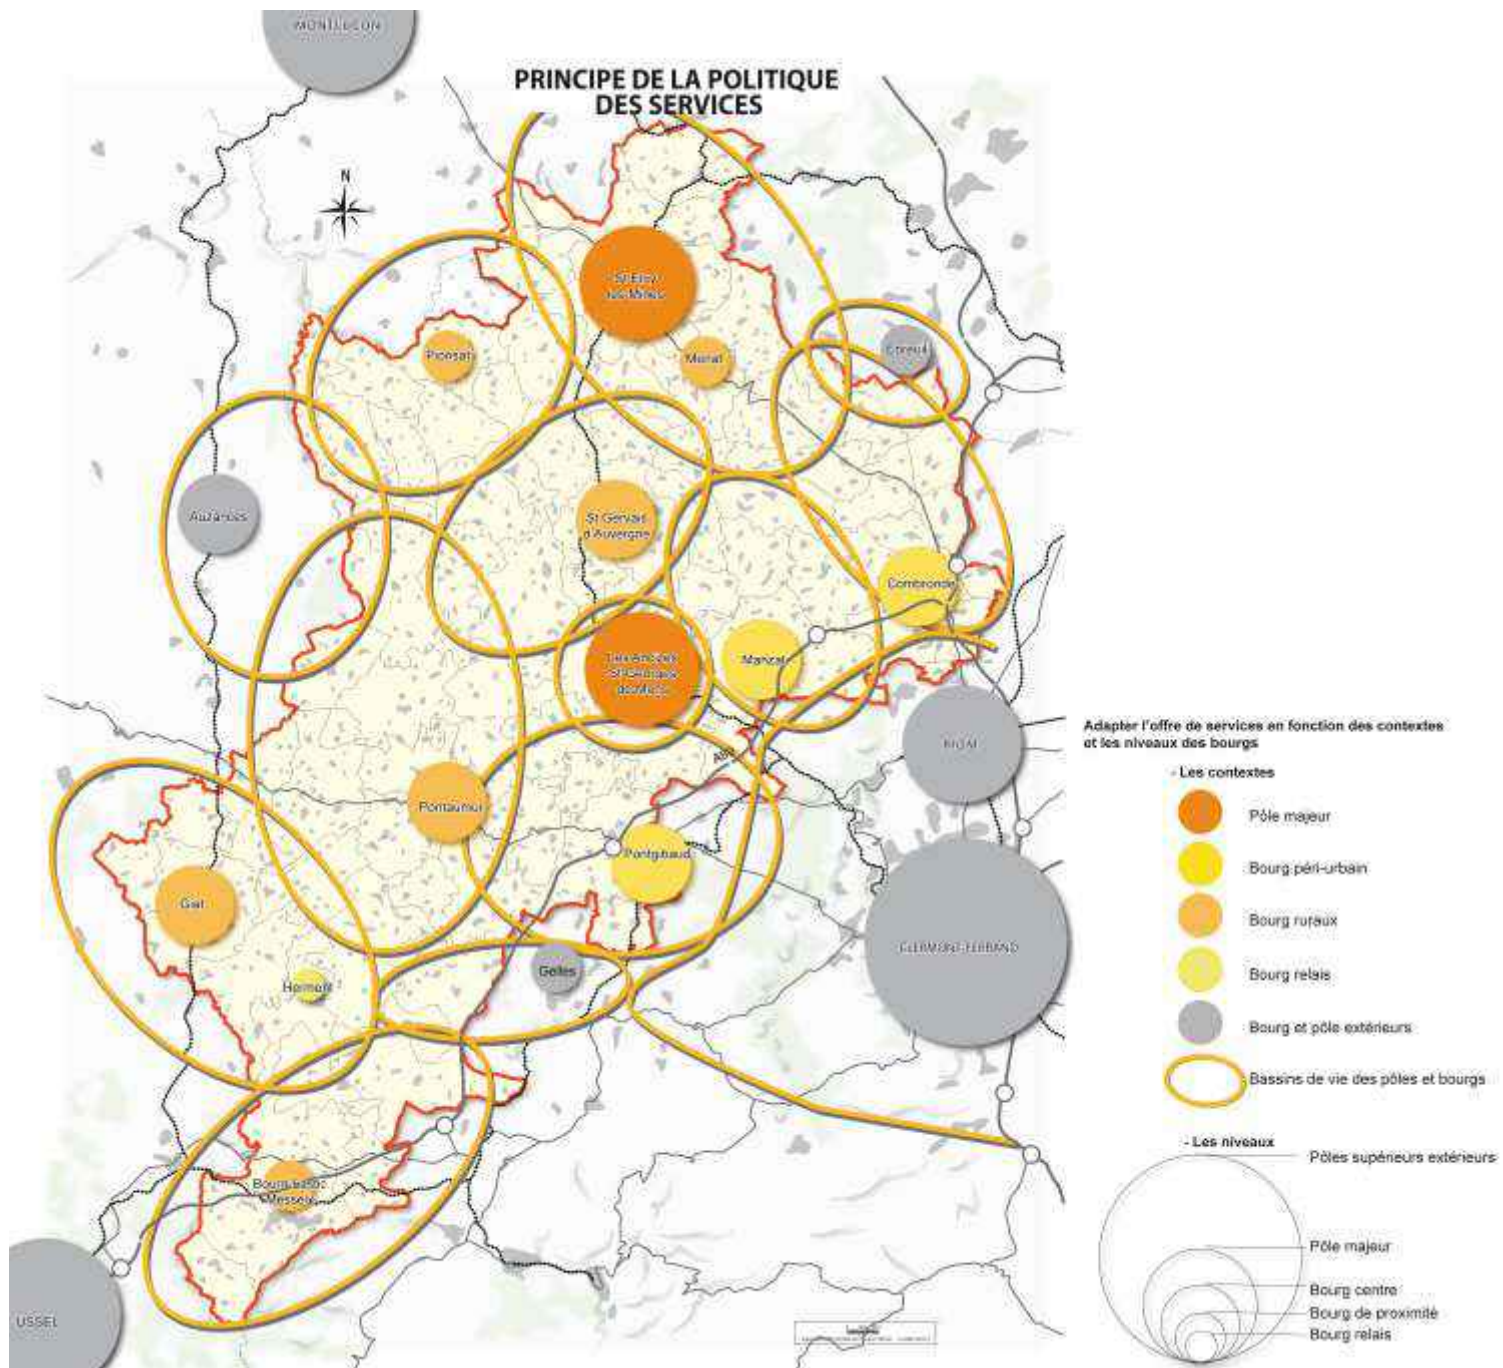 MONTLUCON
PRINCIPE DE LA POLITIQUE
DES SERVICES
N
St Eloy
les Mines
Pionsat
Menat
Ebreuil
Auzances
St Gervais
d'Auvergne
Combronde
Les Ancizes
St Georges
de Mons
Manzat
RIOM
A89
Pontaumur
Pontgibaud
Giat
CLERMONT-FERRAND
Gelles
Herment
Bourg Lastic
Messeix
USSEL
Adapter l'offre de services en fonction des contextes
et les niveaux des bourgs
- Les contextes
Pôle majeur
Bourg péri-urbain
Bourg ruraux
Bourg relais
Bourg et pôle extérieurs
Bassins de vie des pôles et bourgs
- Les niveaux
Pôles supérieurs extérieurs
Pôle majeur
Bourg centre
Bourg de proximité
Bourg relais